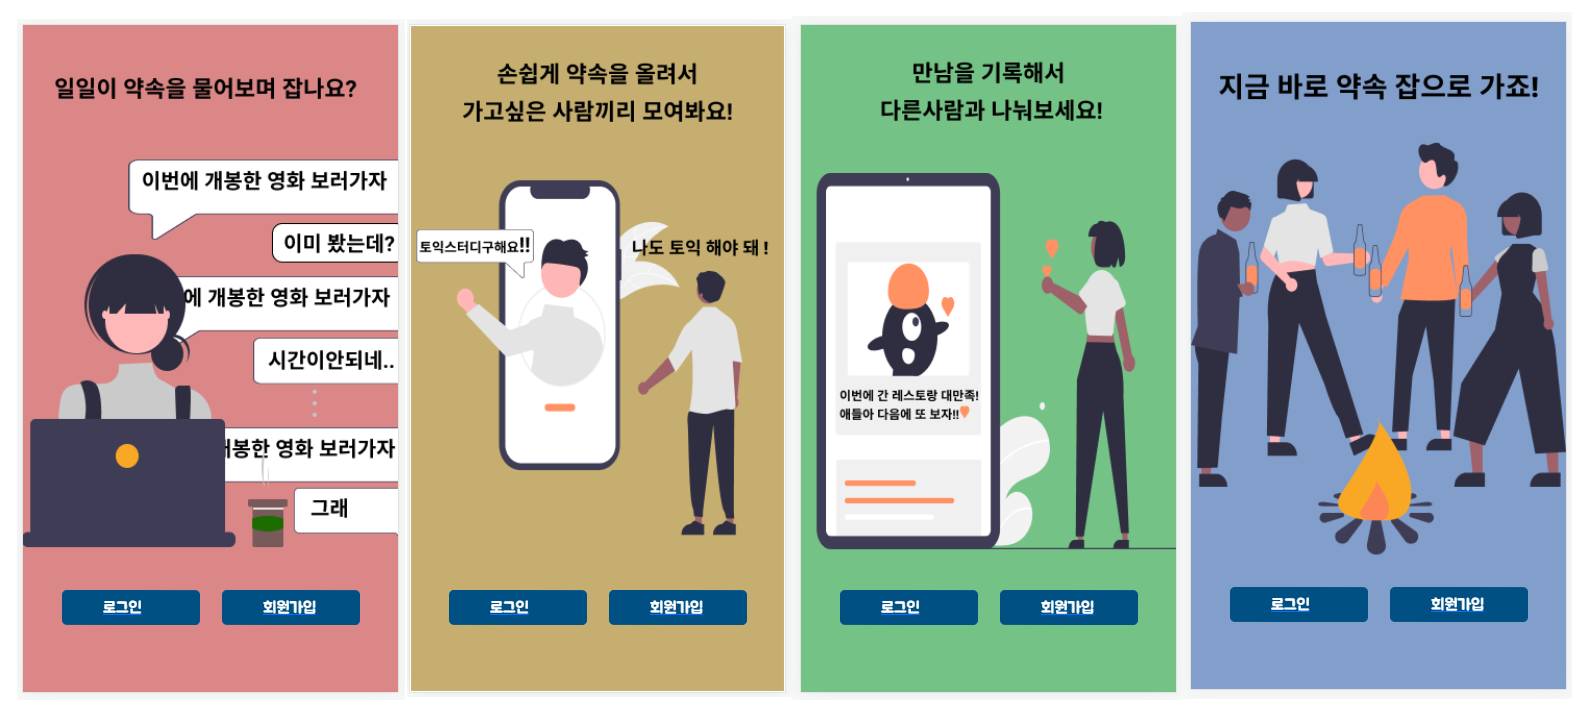 일일이 약속을 물어보며 잡나요?
이번에 개봉한 영화 보러가자
이미 봤는데?
에 개봉한 영화 보러가자
시간이안되네..
개봉한 영화 보러가자
그래
로그인
회원가입
손쉽게 약속을 올려서
가고싶은 사람끼리 모여봐요!
토익스터디구해요!!
나도 토익 해야 돼 !
로그인
회원가입
만남을 기록해서
다른사람과 나눠보세요!
이번에 간 레스토랑 대만족!
애들아 다음에 또 보자!!
로그인
회원가입
지금 바로 약속 잡으로 가죠!
로그인
회원가입